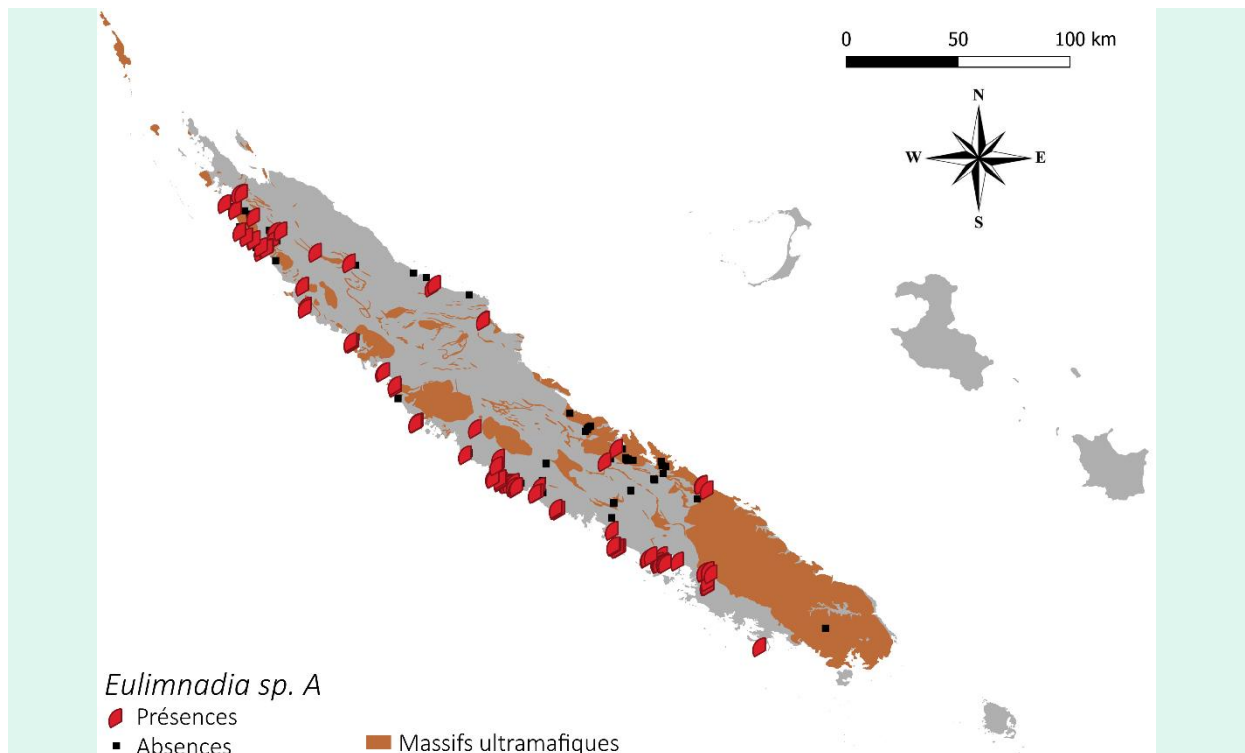 0 50 100 km
N
W E
S
Eulimnadia sp. A
Présences
Absences Massifs ultramafiques